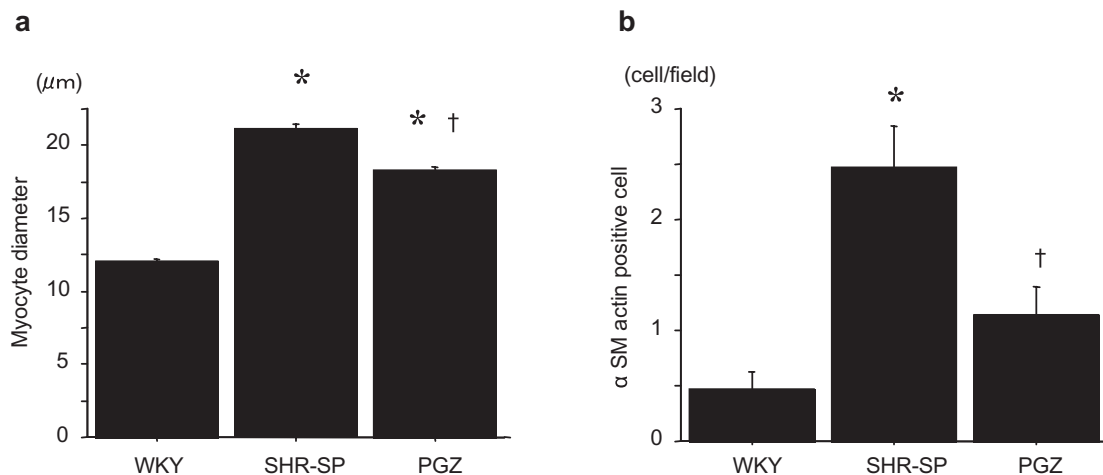 a
(μm)
*
* †
20
15
10
5
0
Myocyte diameter
WKY SHR-SP PGZ
b
(cell/field)
3
*
2
†
1
0
α SM actin positive cell
WKY SHR-SP PGZ